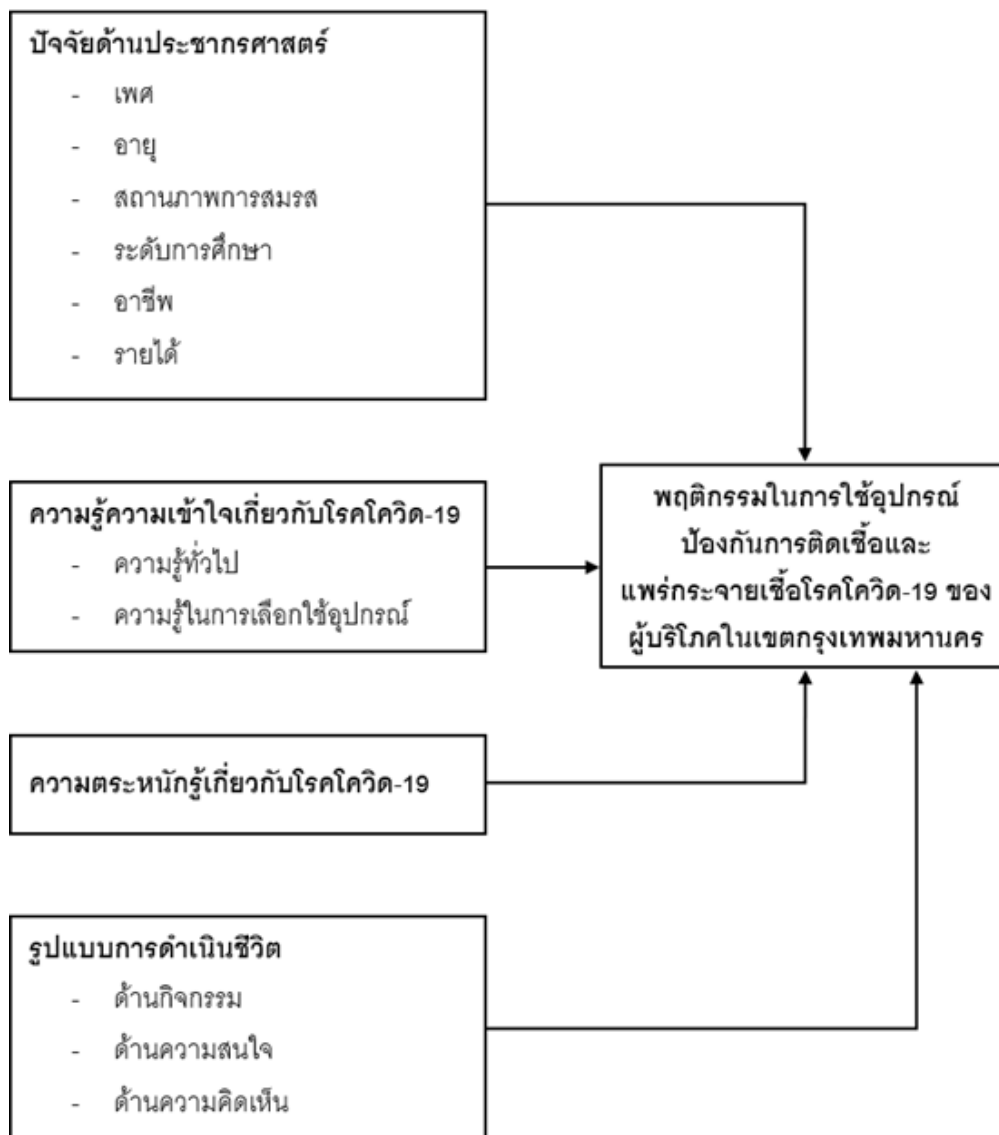 ปัจจัยด้านประชากรศาสตร์
- เพศ
- อายุ
- สถานภาพการสมรส
- ระดับการศึกษา
- อาชีพ
- รายได้
ความรู้ความเข้าใจเกี่ยวกับโรคโควิด-19
- ความรู้ทั่วไป
- ความรู้ในการเลือกใช้อุปกรณ์
พฤติกรรมในการใช้อุปกรณ์
ป้องกันการติดเชื้อและ
แพร่กระจายเชื้อโรคโควิด-19 ของ
ผู้บริโภคในเขตกรุงเทพมหานคร
ความตระหนักรู้เกี่ยวกับโรคโควิด-19
รูปแบบการดำเนินชีวิต
- ด้านกิจกรรม
- ด้านความสนใจ
- ด้านความคิดเห็น